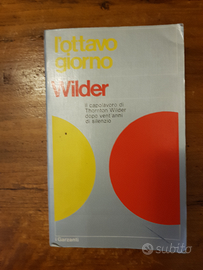 l'ottavo
giorno
Wilder
il capolavoro di
Thornton Wilder
dopo vent'anni
di silenzio
Garzanti
subito